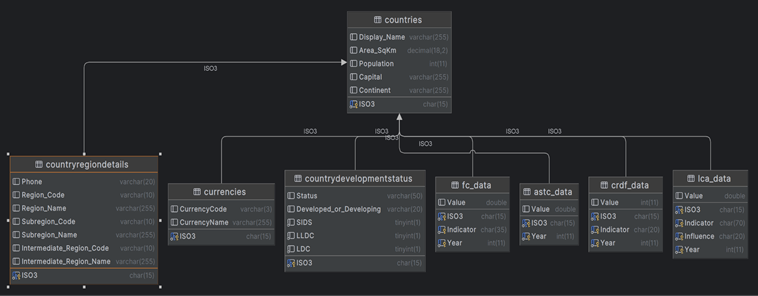 countries
Display_Name varchar(255)
Area_SqKm decimal(18,2)
Population int(11)
Capital varchar(255)
Continent varchar(255)
ISO3 char(15)
ISO3
ISO3
ISO3
ISO3
ISO3
ISO3
ISO3
countryregiondetails
Phone varchar(20)
Region_Code varchar(10)
Region_Name varchar(255)
Subregion_Code varchar(10)
Subregion_Name varchar(255)
Intermediate_Region_Code varchar(10)
Intermediate_Region_Name varchar(255)
ISO3 char(15)
currencies
CurrencyCode varchar(3)
CurrencyName varchar(255)
ISO3 char(15)
countrydevelopmentstatus
Status varchar(50)
Developed_or_Developing varchar(20)
SIDS tinyint(1)
LLDC tinyint(1)
LDC tinyint(1)
ISO3 char(15)
fc_data
Value double
ISO3 char(15)
Indicator char(35)
Year int(11)
astc_data
Value double
ISO3 char(15)
Year int(11)
crdf_data
Value int(11)
ISO3 char(15)
Indicator char(20)
Year int(11)
lca_data
Value double
ISO3 char(15)
Indicator char(70)
Influence char(20)
Year int(11)